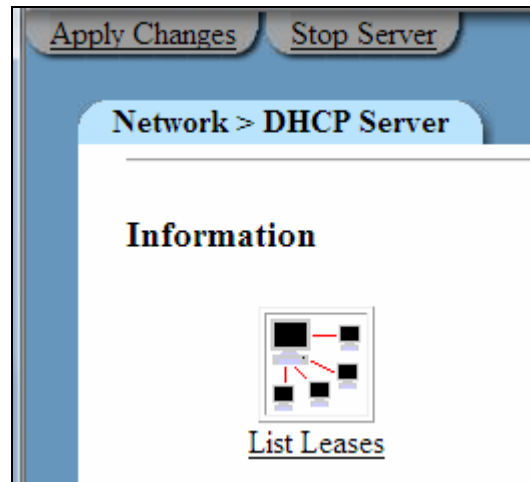 Apply Changes Stop Server
Network > DHCP Server
Information
List Leases